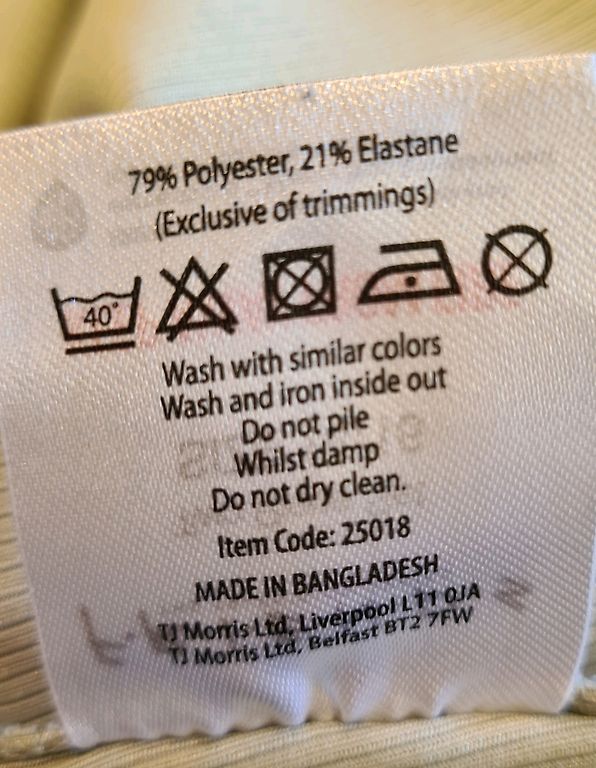 79% Polyester, 21% Elastane
(Exclusive of trimmings)
40°
Wash with similar colors
Wash and iron inside out
Do not pile
Whilst damp
Do not dry clean.
Item Code: 25018
MADE IN BANGLADESH
TJ Morris Ltd, Liverpool L11 0JA
TJ Morris Ltd, Belfast BT2 7FW